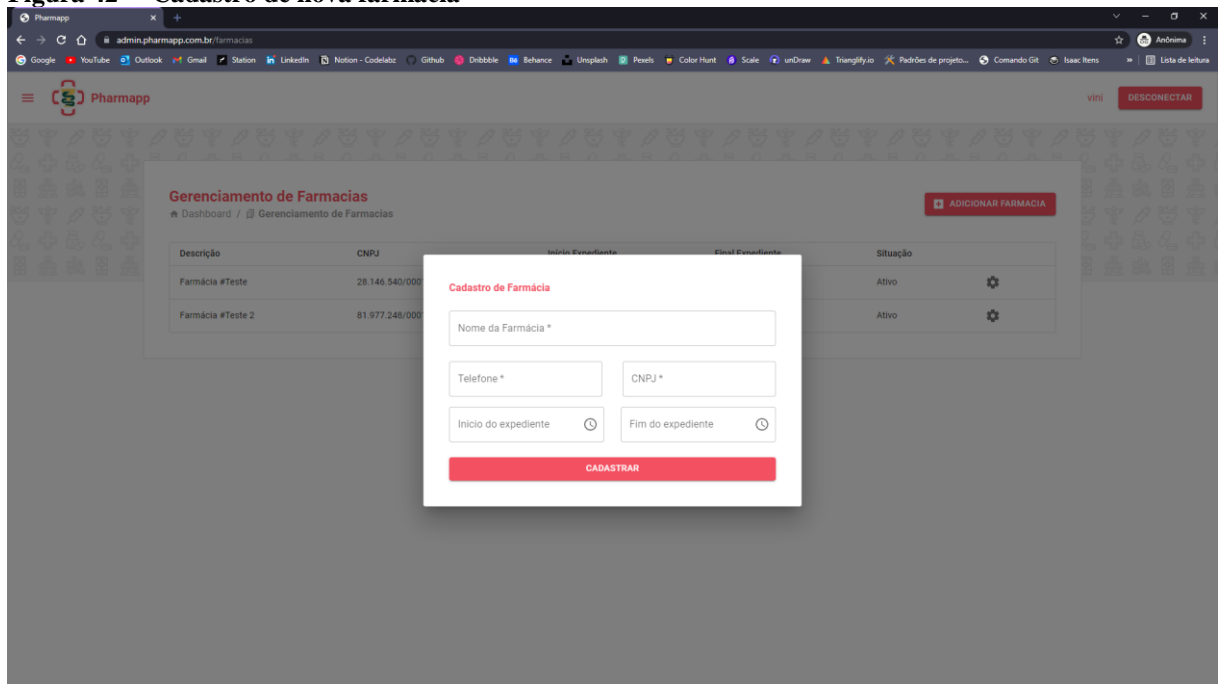 Figura 42 – Cadastro de nova farmácia
Pharmapp
admin.pharmapp.com.br/farmacias
Anônima
Google YouTube Outlook Gmail Station LinkedIn Notion - Codelabz Github Dribbble Behance Unsplash Pexels Color Hunt Scale unDraw Trianglify.io Padrões de projeto... Comando Git Isaac Itens » Lista de leitura
Pharmapp vini DESCONECTAR
Gerenciamento de Farmacias
Dashboard / Gerenciamento de Farmacias
ADICIONAR FARMACIA
Descrição CNPJ Início Expediente Final Expediente Situação
Farmácia #Teste 28.146.540/000 Ativo
Farmácia #Teste 2 81.977.248/000 Ativo
Cadastro de Farmácia
Nome da Farmácia *
Telefone * CNPJ *
Inicio do expediente Fim do expediente
CADASTRAR